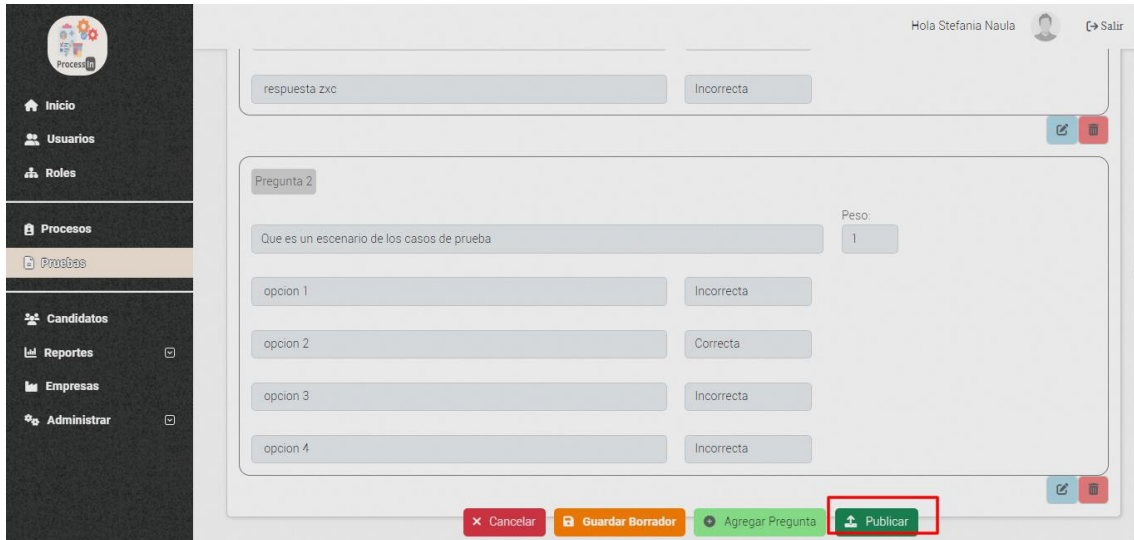 Process In
Hola Stefania Naula
Salir
Inicio
Usuarios
Roles
Procesos
Pruebas
Candidatos
Reportes
Empresas
Administrar
respuesta zxc Incorrecta
Pregunta 2
Peso:
Que es un escenario de los casos de prueba 1
opcion 1 Incorrecta
opcion 2 Correcta
opcion 3 Incorrecta
opcion 4 Incorrecta
Cancelar Guardar Borrador Agregar Pregunta Publicar